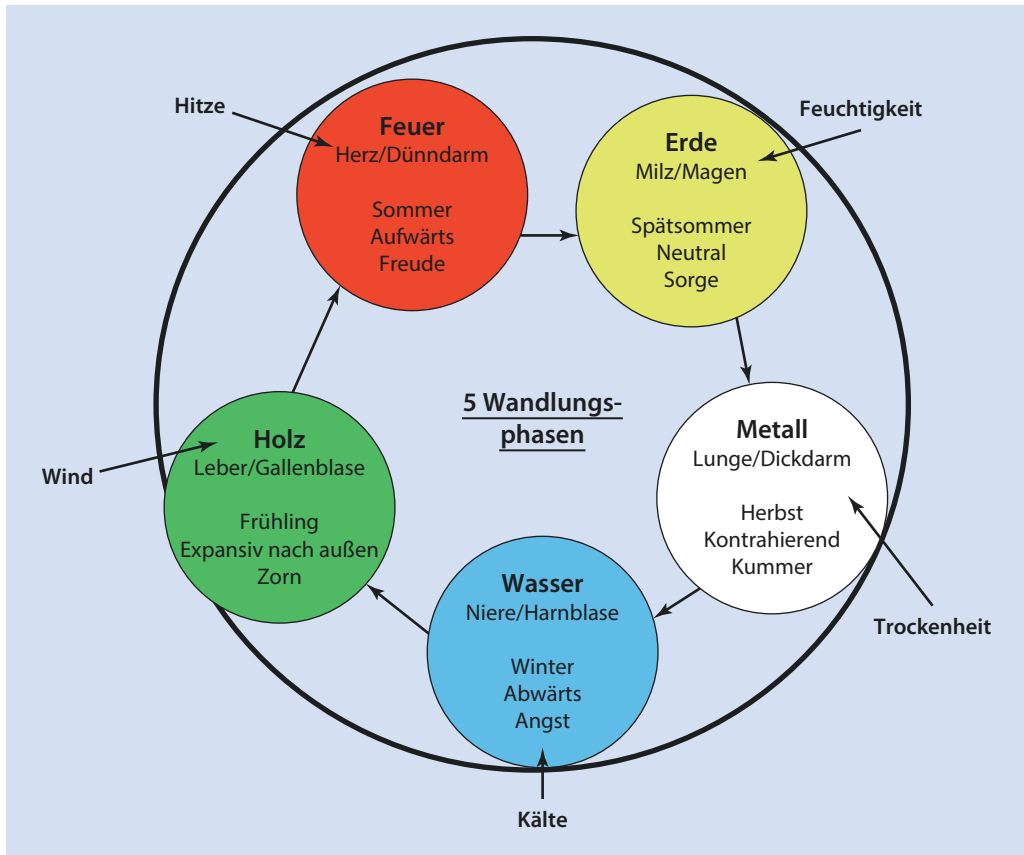 Hitze
Feuer
Herz/Dünndarm
Sommer
Aufwärts
Freude
Feuchtigkeit
Erde
Milz/Magen
Spätsommer
Neutral
Sorge
5 Wandlungs-
phasen
Wind
Holz
Leber/Gallenblase
Frühling
Expansiv nach außen
Zorn
Metall
Lunge/Dickdarm
Herbst
Kontrahierend
Kummer
Trockenheit
Wasser
Niere/Harnblase
Winter
Abwärts
Angst
Kälte